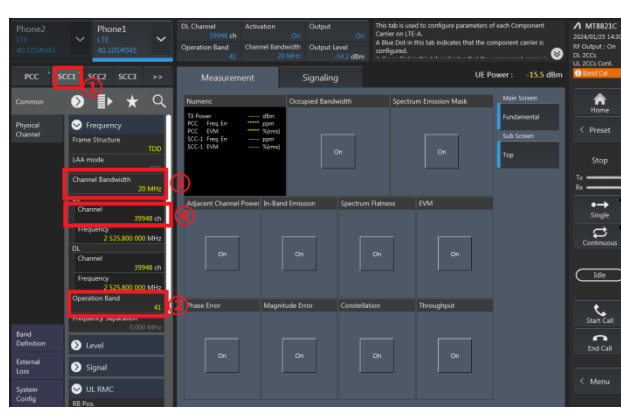 Phone2
LTE
40,105#045
Phone1
LTE
40,105#045
DL Channel
39948 ch
Activation
On
Output
On
Operation Band
41
Channel Bandwidth
20 MHz
Output Level
-54.2 dBm
This tab is used to configure parameters of each Component
Carrier on LTE-A.
A Blue Dot in this tab indicates that the component carrier is
configured.
MT8821C
2024/01/25 14:30
RF Output : On
DL 2CCs
UL 2CCs Cont.
Band Cal
PCC
SCC1
SCC2
SCC3
>>
①
Measurement
Signaling
UE Power : -15.5 dBm
Common
Physical
Channel
Frequency
Frame Structure
TDD
LAA mode
Channel Bandwidth
20 MHz
③
Channel
39948 ch
④
Frequency
2 525.800 000 MHz
DL
Channel
39948 ch
Frequency
2 525.800 000 MHz
Operation Band
41
②
Frequency Separation
0.000 MHz
Level
Signal
UL RMC
RB Pos.
Band
Definition
External
Loss
System
Config
Numeric
TX Power ----- dBm
PCC Freq. Err ----- ppm
PCC EVM ----- %(rms)
SCC-1 Freq. Err ----- ppm
SCC-1 EVM ----- %(rms)
Occupied Bandwidth
On
Spectrum Emission Mask
On
Adjacent Channel Power
On
In-Band Emission
On
Spectrum Flatness
On
EVM
On
Phase Error
On
Magnitude Error
On
Constellation
On
Throughput
On
Main Screen
Fundamental
Sub Screen
Top
Home
< Preset
Stop
Tx
Rx
Single
Continuous
Idle
Start Call
End Call
< Menu